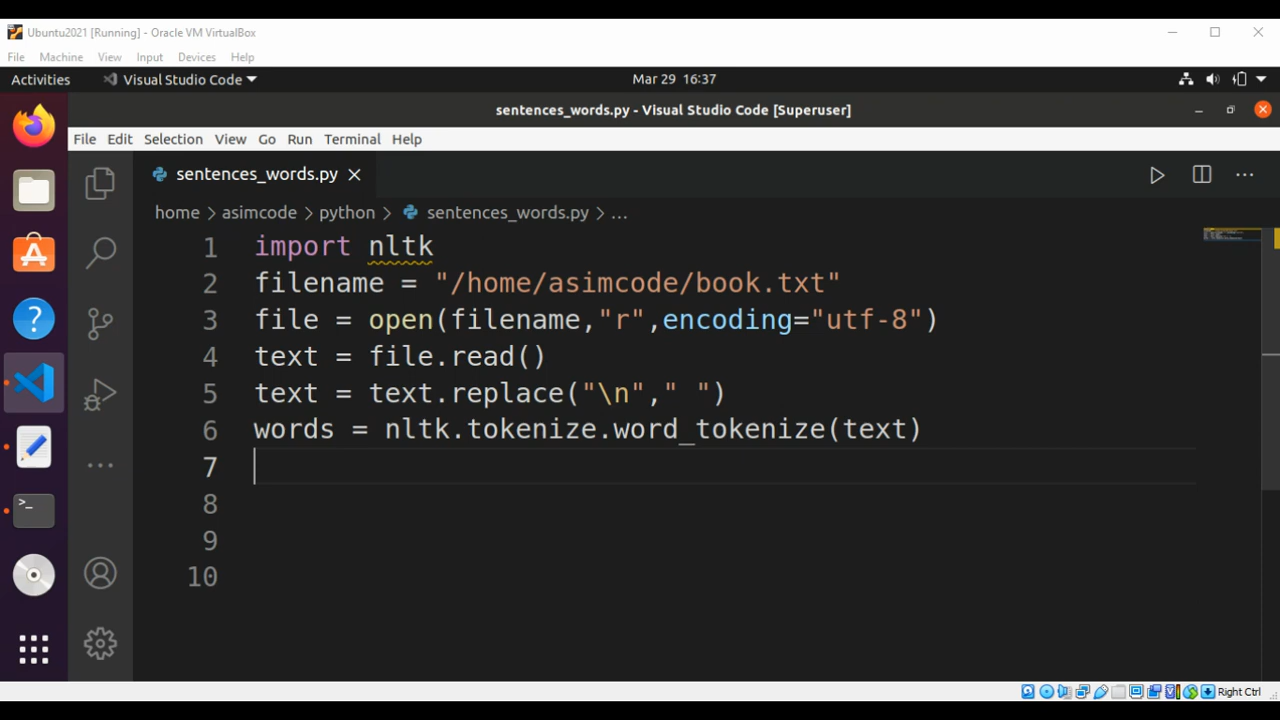 Ubuntu2021 [Running] - Oracle VM VirtualBox
File Machine View Input Devices Help
Activities Visual Studio Code Mar 29 16:37
sentences_words.py - Visual Studio Code [Superuser]
File Edit Selection View Go Run Terminal Help
sentences_words.py
home > asimcode > python > sentences_words.py > ...
1 import nltk
2 filename = "/home/asimcode/book.txt"
3 file = open(filename,"r",encoding="utf-8")
4 text = file.read()
5 text = text.replace("\n"," ")
6 words = nltk.tokenize.word_tokenize(text)
7
8
9
10
Right Ctrl